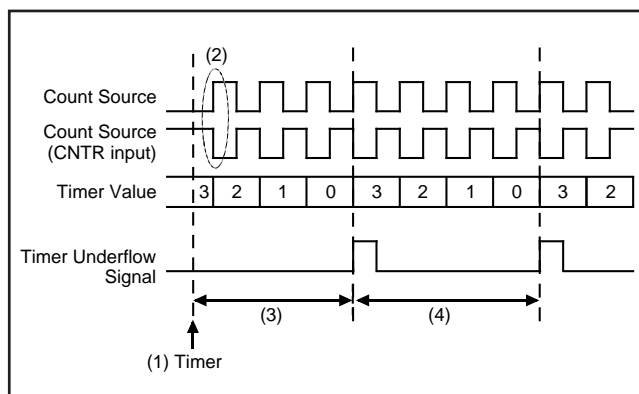 (2)
Count Source
Count Source
(CNTR input)
Timer Value 3 2 1 0 3 2 1 0 3 2
Timer Underflow
Signal
(3) (4)
(1) Timer